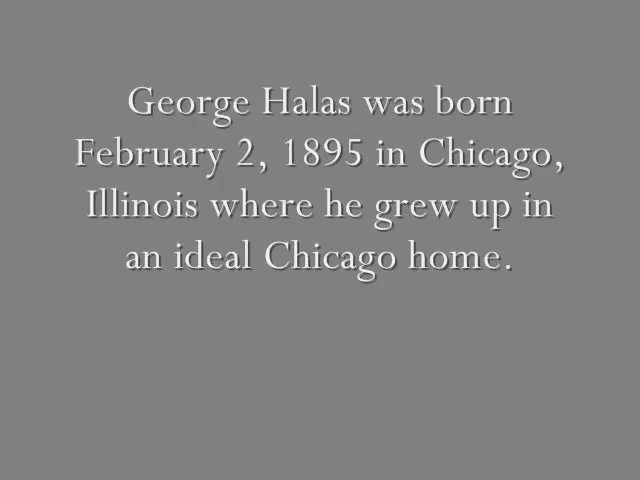 George Halas was born
February 2, 1895 in Chicago,
Illinois where he grew up in
an ideal Chicago home.